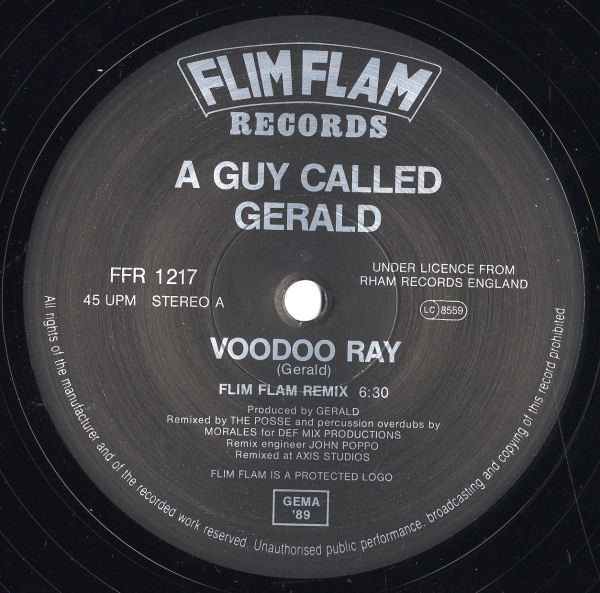 FLIM FLAM
RECORDS
A GUY CALLED
GERALD
FFR 1217
45 UPM STEREO A
UNDER LICENCE FROM
RHAM RECORDS ENGLAND
LC 8559
VOODOO RAY
(Gerald)
FLIM FLAM REMIX 6:30
Produced by GERALD
Remixed by THE POSSE and percussion overdubs by
MORALES for DEF MIX PRODUCTIONS
Remix engineer JOHN POPPO
Remixed at AXIS STUDIOS
FLIM FLAM IS A PROTECTED LOGO
GEMA
'89
All rights of the manufacturer and of the recorded work reserved. Unauthorised public performance, broadcasting and copying of this record prohibited.